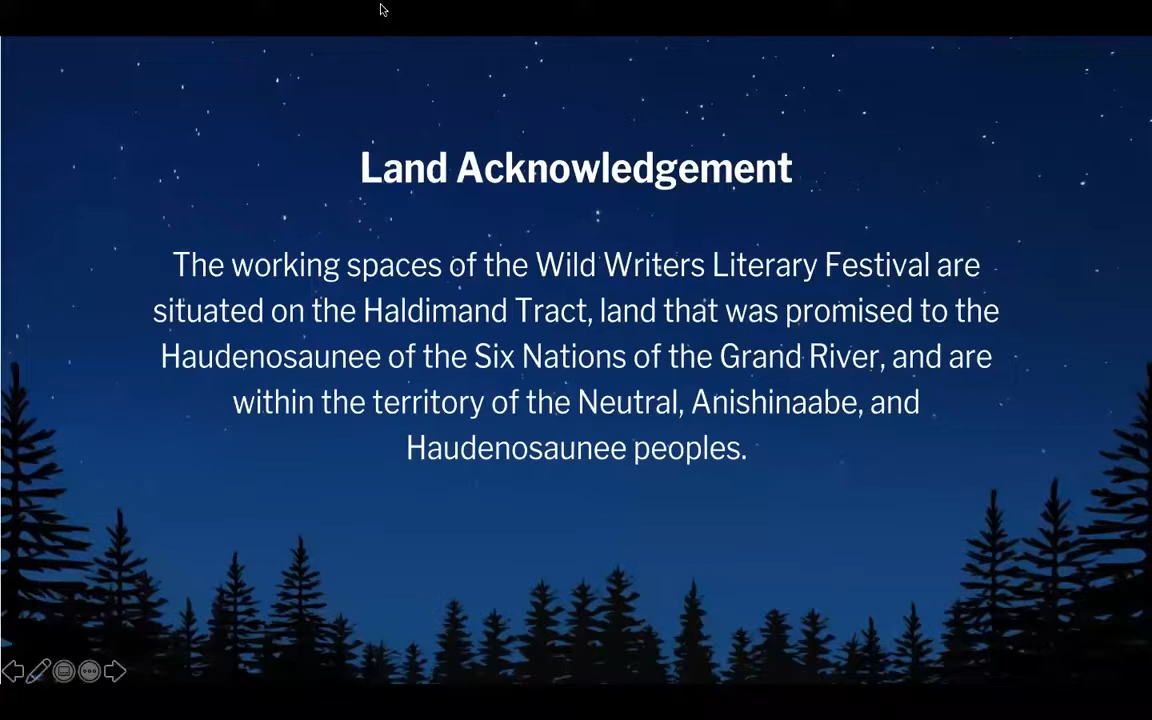 Land Acknowledgement
The working spaces of the Wild Writers Literary Festival are
situated on the Haldimand Tract, land that was promised to the
Haudenosaunee of the Six Nations of the Grand River, and are
within the territory of the Neutral, Anishinaabe, and
Haudenosaunee peoples.